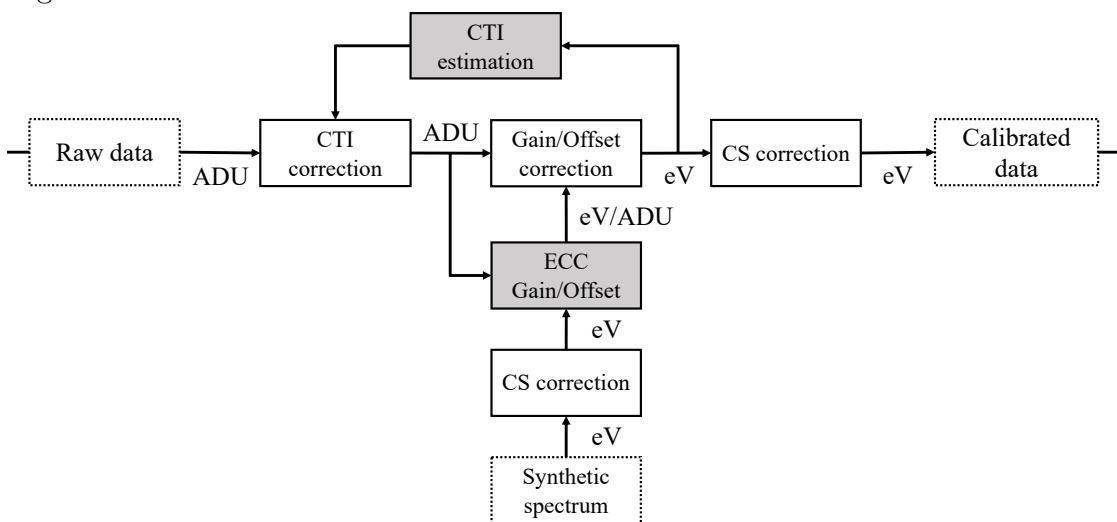 CTI
estimation
Raw data
ADU
CTI
correction
ADU
Gain/Offset
correction
eV
CS correction
eV
Calibrated
data
eV/ADU
ECC
Gain/Offset
eV
CS correction
eV
Synthetic
spectrum